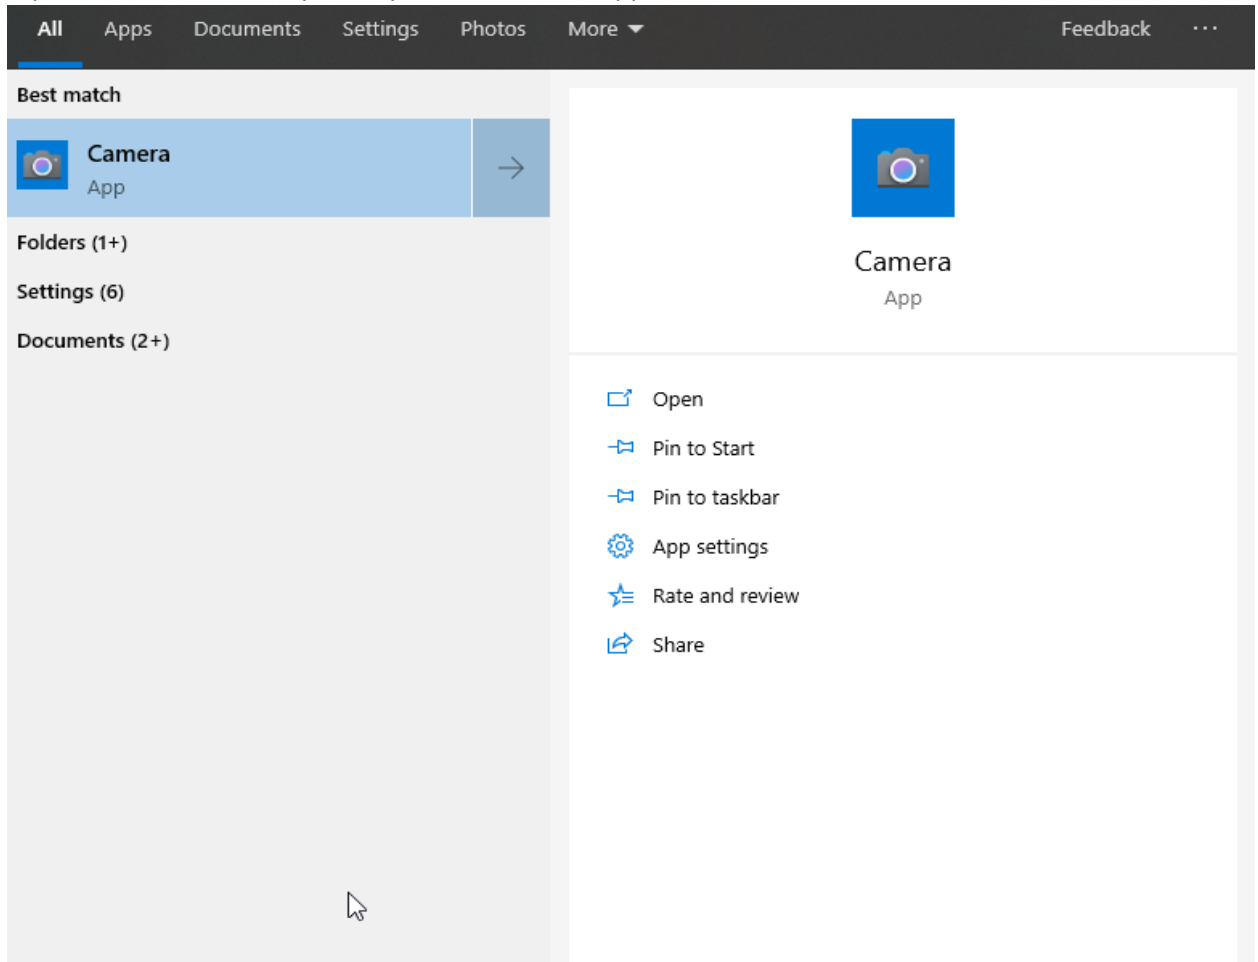 All Apps Documents Settings Photos More Feedback ...
Best match
Camera
App
Folders (1+)
Settings (6)
Documents (2+)
Camera
App
Open
Pin to Start
Pin to taskbar
App settings
Rate and review
Share